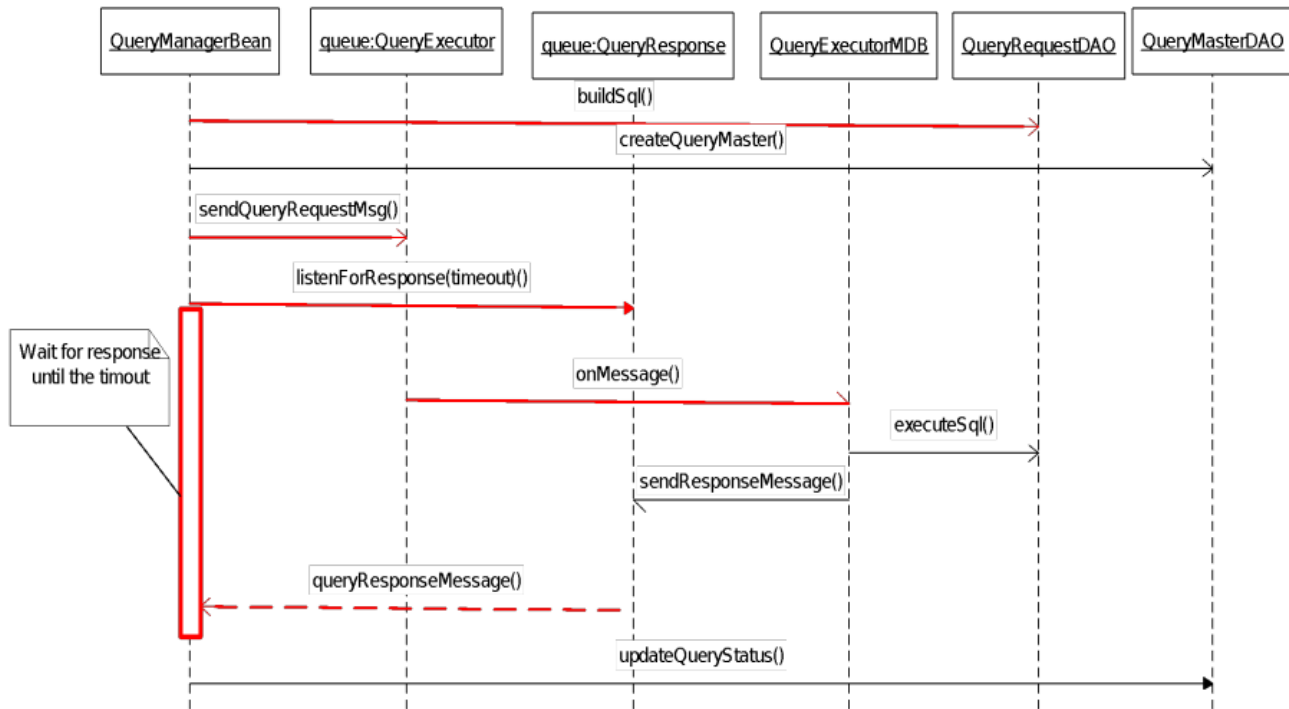 QueryManagerBean
queue:QueryExecutor
queue:QueryResponse
QueryExecutorMDB
QueryRequestDAO
QueryMasterDAO
buildSql()
createQueryMaster()
sendQueryRequestMsg()
listenForResponse(timeout)()
Wait for response
until the timout
onMessage()
executeSql()
sendResponseMessage()
queryResponseMessage()
updateQueryStatus()